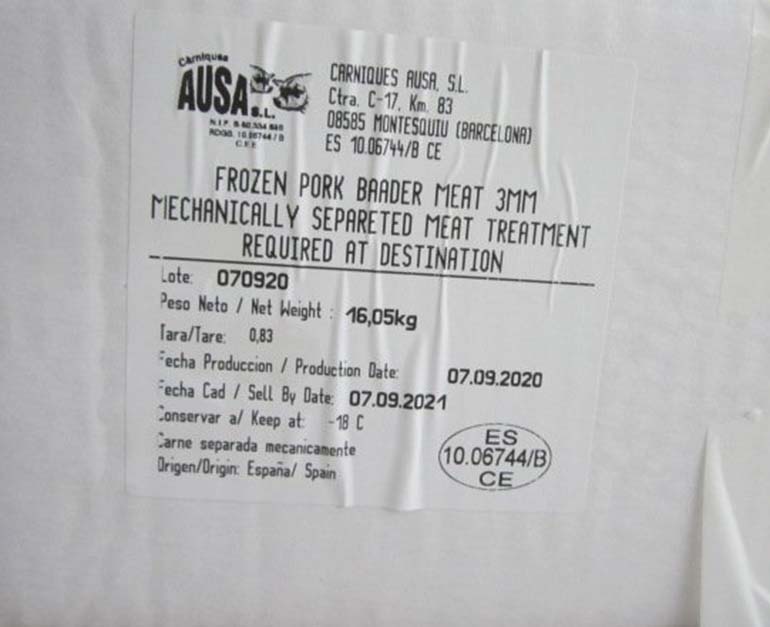 Càrniques
AUSA S.L.
C.E.E
CARNIQUES AUSA, S.L.
Ctra. C-17, Km. 83
08585 MONTESQUIU (BARCELONA)
ES 10.06744/B CE
FROZEN PORK BAADER MEAT 3MM
MECHANICALLY SEPARETED MEAT TREATMENT
REQUIRED AT DESTINATION
Lote: 070920
Peso Neto / Net Weight : 16,05kg
Tara/Tare: 0,83
Fecha Produccion / Production Date: 07.09.2020
Fecha Cad / Sell By Date: 07.09.2021
Conservar a/ Keep at: -18 C
Carne separada mecanicamente
Origen/Origin: España/ Spain
ES
10.06744/B
CE